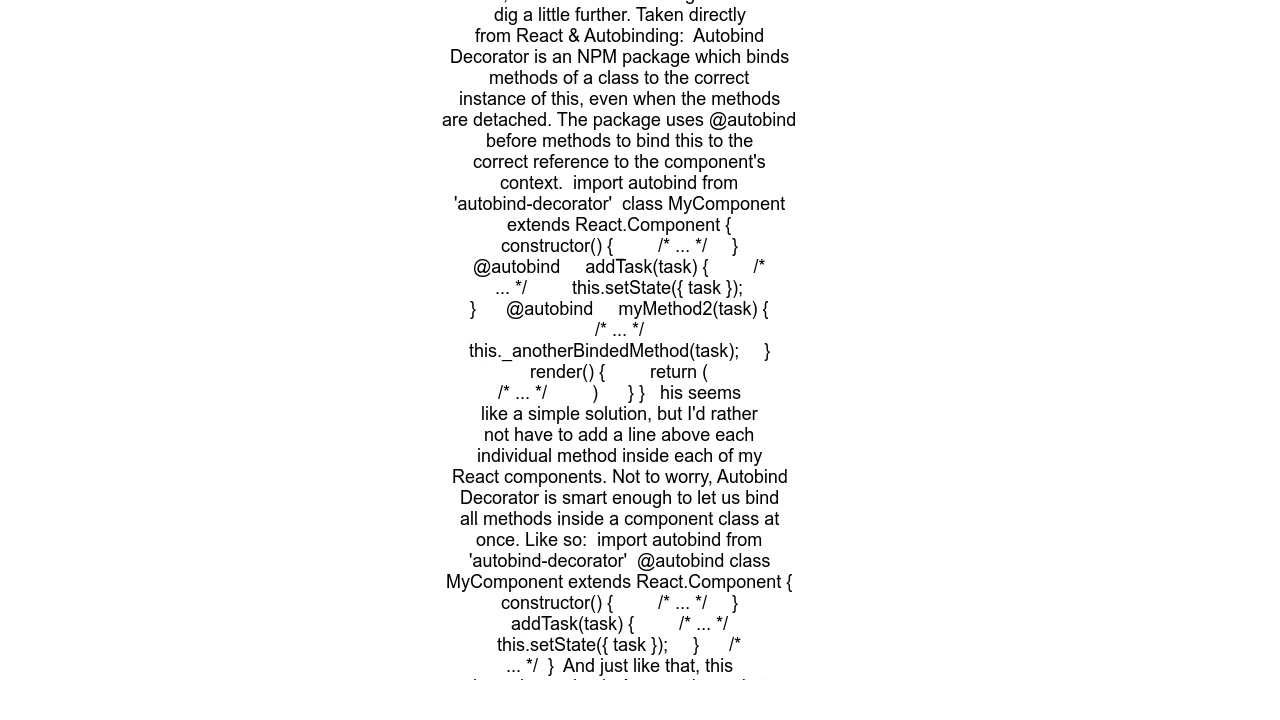 dig a little further. Taken directly
from React & Autobinding:  Autobind
Decorator is an NPM package which binds
methods of a class to the correct
instance of this, even when the methods
are detached. The package uses @autobind
before methods to bind this to the
correct reference to the component's
context.  import autobind from
'autobind-decorator'  class MyComponent
extends React.Component {
constructor() {         /* ... */     }
@autobind     addTask(task) {         /*
... */         this.setState({ task });
}      @autobind     myMethod2(task) {
/* ... */
this._anotherBindedMethod(task);     }
render() {         return (
/* ... */         )      } }   his seems
like a simple solution, but I'd rather
not have to add a line above each
individual method inside each of my
React components. Not to worry, Autobind
Decorator is smart enough to let us bind
all methods inside a component class at
once. Like so:  import autobind from
'autobind-decorator'  @autobind class
MyComponent extends React.Component {
constructor() {         /* ... */     }
addTask(task) {         /* ... */
this.setState({ task });     }      /*
... */  }  And just like that, this